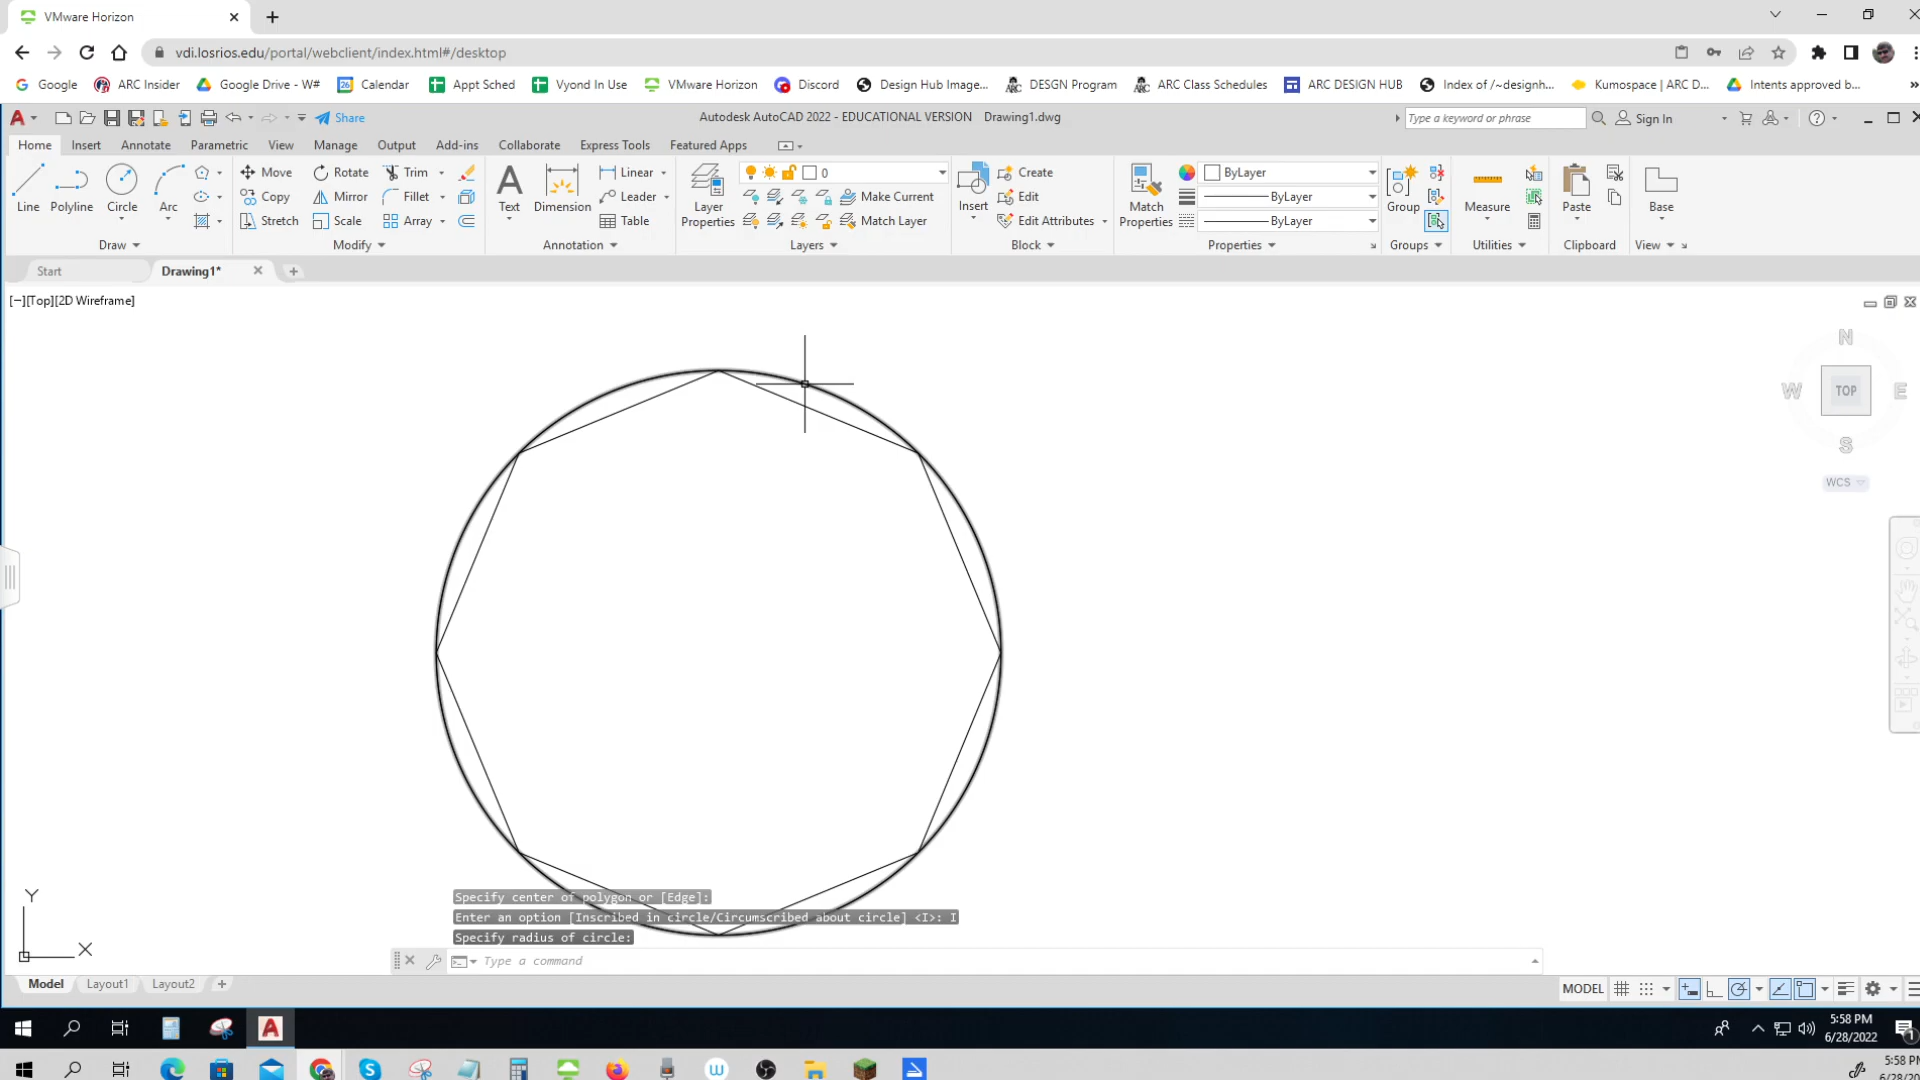 VMware Horizon
vdi.losrios.edu/portal/webclient/index.html#/desktop
Google ARC Insider Google Drive - W# Calendar Appt Sched Vyond In Use VMware Horizon Discord Design Hub Image... DESGN Program ARC Class Schedules ARC DESIGN HUB Index of /~designh... Kumospace | ARC D... Intents approved b... »
Share Autodesk AutoCAD 2022 - EDUCATIONAL VERSION Drawing1.dwg Type a keyword or phrase Sign In
Home Insert Annotate Parametric View Manage Output Add-ins Collaborate Express Tools Featured Apps
Move Rotate Trim Linear 0 Create ByLayer
Copy Mirror Fillet Leader Make Current Edit ByLayer
Line Polyline Circle Arc Text Dimension Layer Insert Match Group Measure Paste Base
Stretch Scale Array Table Properties Match Layer Edit Attributes Properties ByLayer
Draw Modify Annotation Layers Block Properties Groups Utilities Clipboard View
Start Drawing1*
[−][Top][2D Wireframe]
N
W TOP E
S
WCS
Specify center of polygon or [Edge]:
Enter an option [Inscribed in circle/Circumscribed about circle] <I>: I
Specify radius of circle:
Type a command
Y
X
Model Layout1 Layout2 +
MODEL
5:58 PM
6/28/2022
5:58 PM